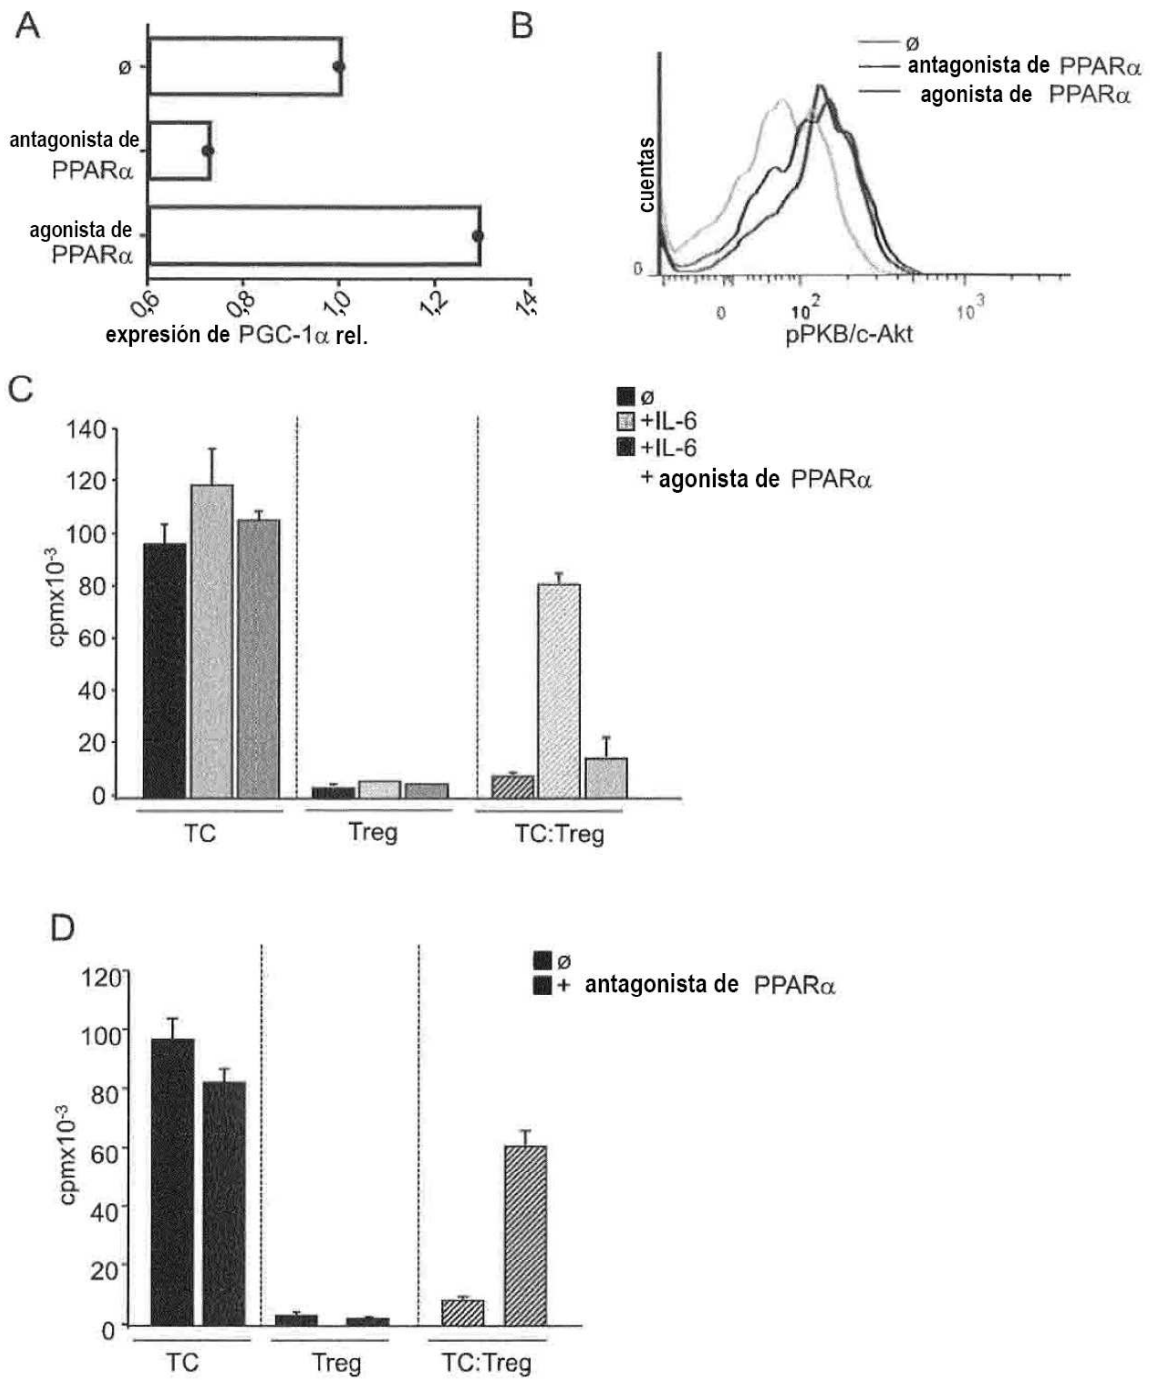 A
ø
antagonista de
PPARα
agonista de
PPARα
0,6 0,8 1,0 1,2 1,4
expresión de PGC-1α rel.
B
ø
antagonista de PPARα
agonista de PPARα
cuentas
0
0 10² 10³
pPKB/c-Akt
C
ø
+IL-6
+IL-6
+ agonista de PPARα
140
120
100
80
60
40
20
0
cpmx10⁻³
TC Treg TC:Treg
D
ø
+ antagonista de PPARα
120
100
80
60
40
20
0
cpmx10⁻³
TC Treg TC:Treg